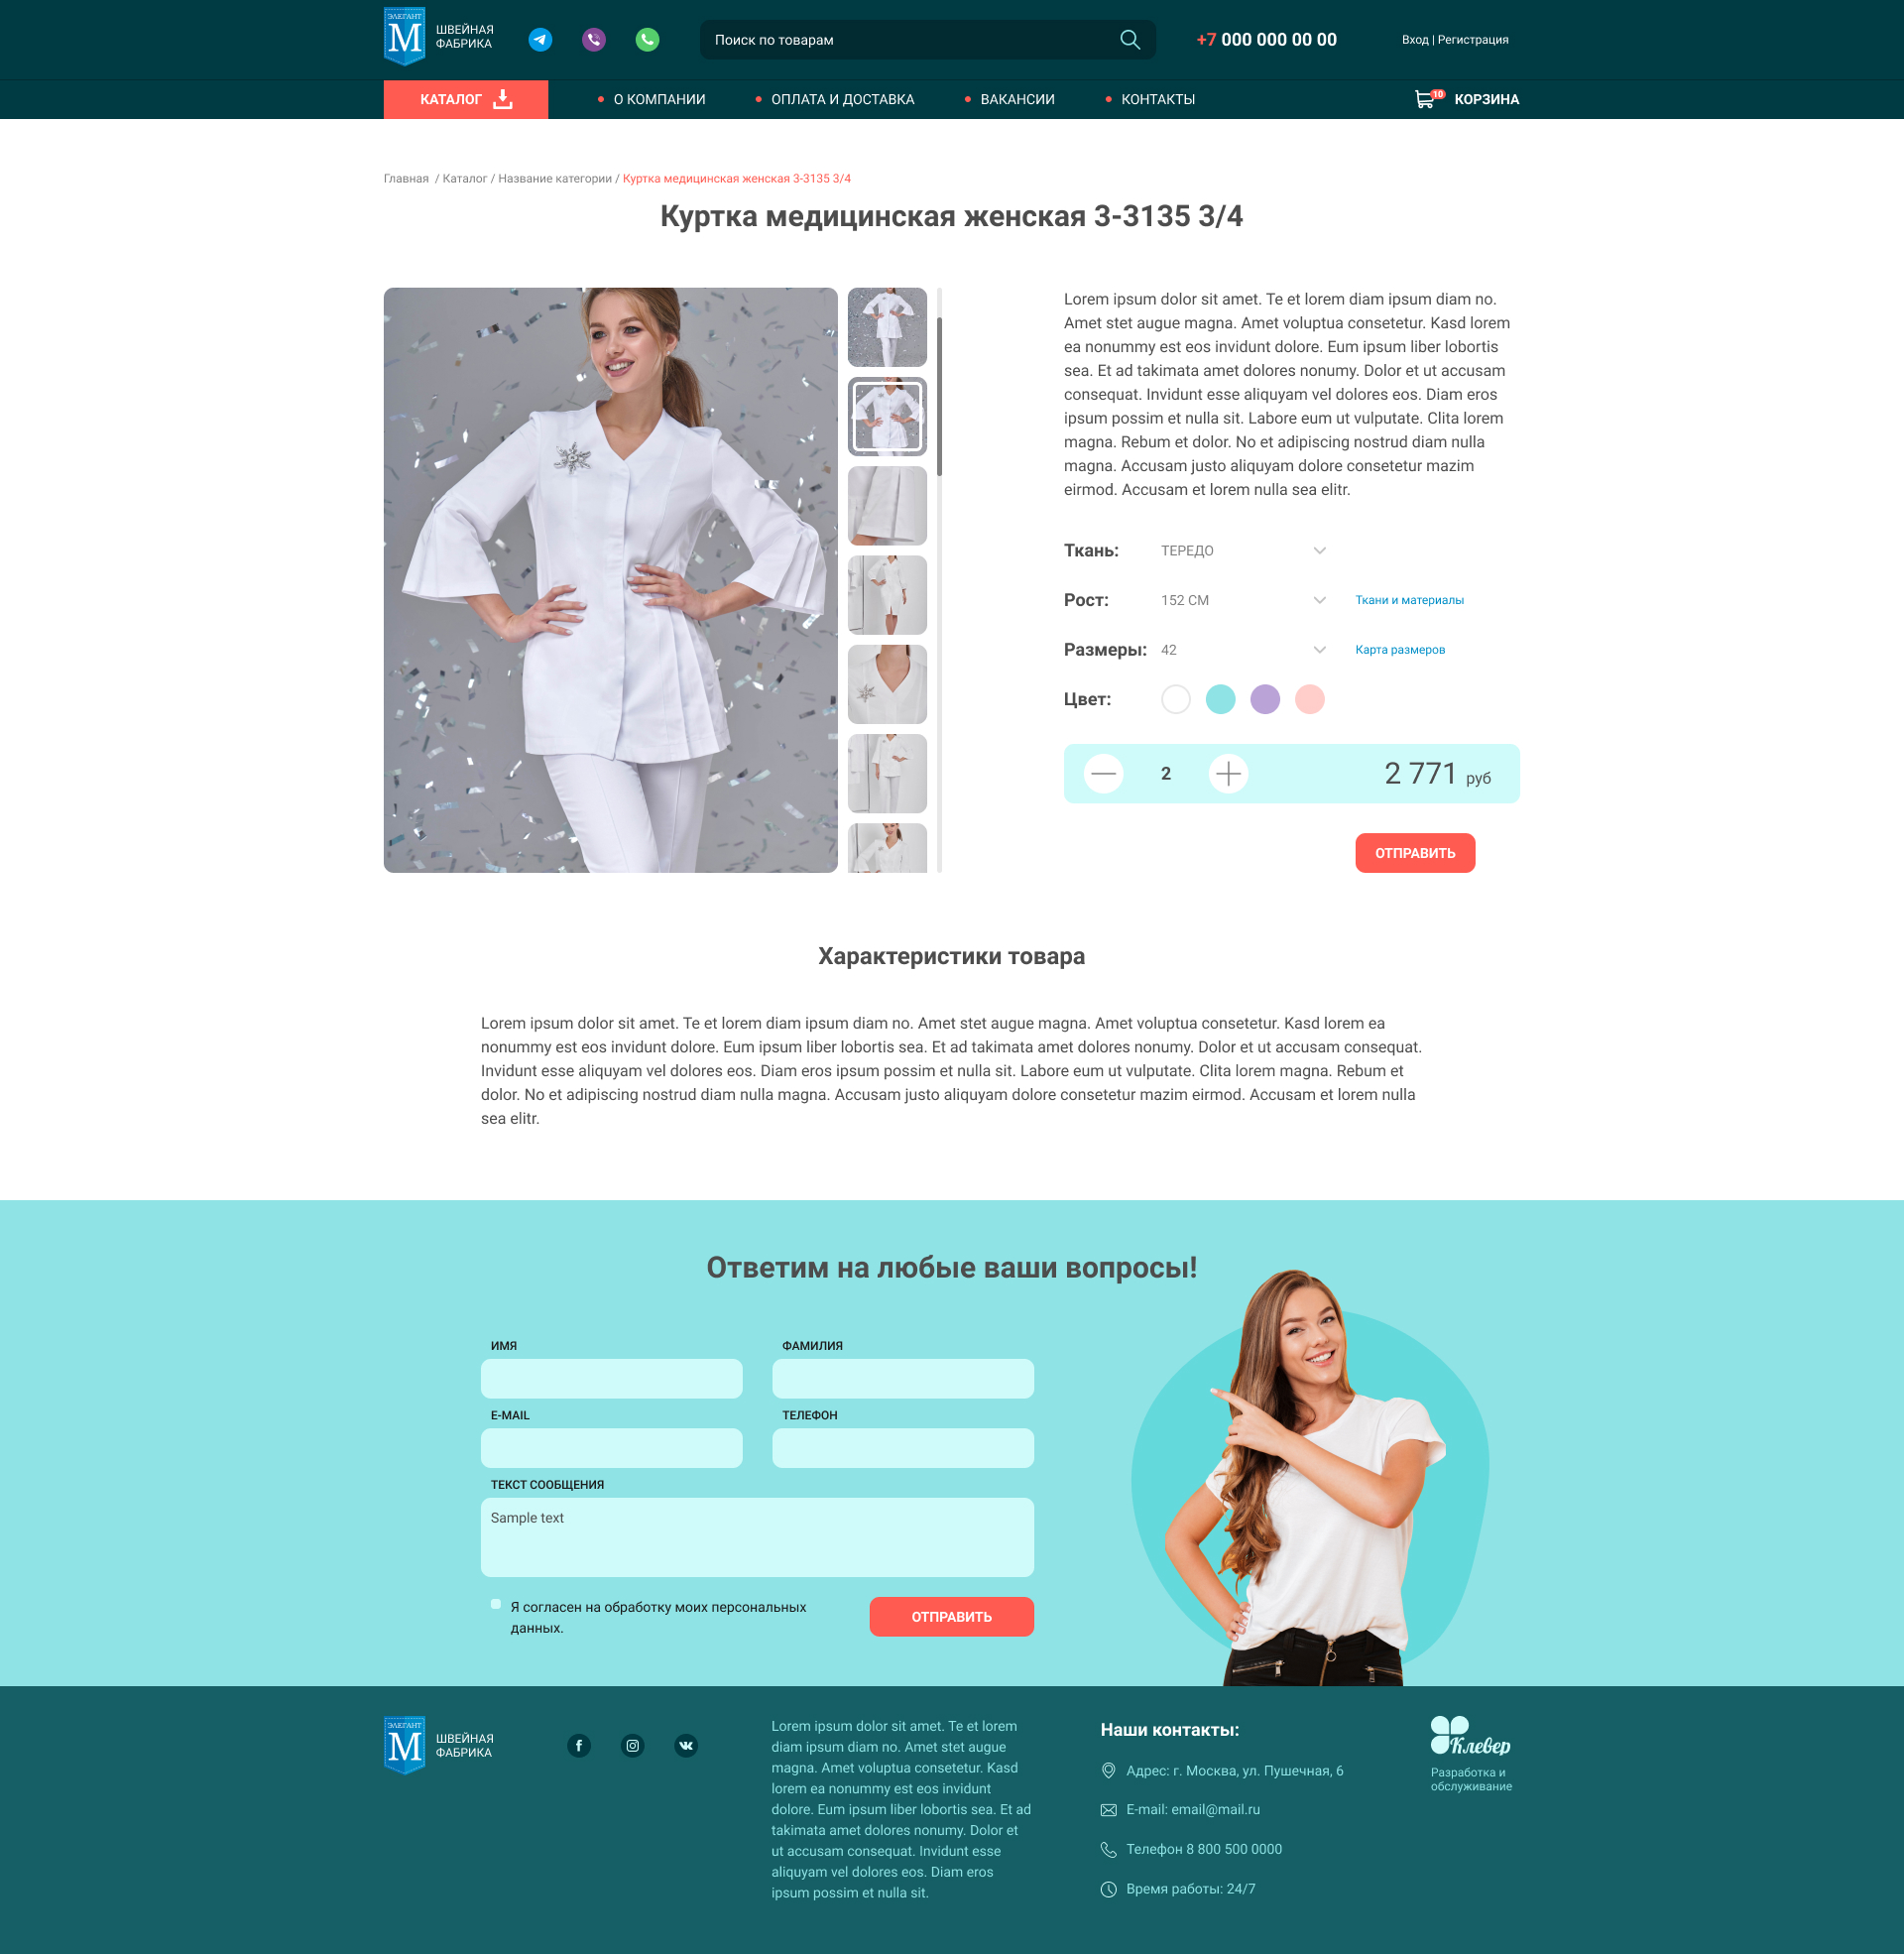 ЭЛЕГАНТ
М
ШВЕЙНАЯ
ФАБРИКА
Поиск по товарам
+7 000 000 00 00
Вход | Регистрация
КАТАЛОГ
О КОМПАНИИ
ОПЛАТА И ДОСТАВКА
ВАКАНСИИ
КОНТАКТЫ
10
КОРЗИНА
Главная / Каталог / Название категории / Куртка медицинская женская 3-3135 3/4
Куртка медицинская женская 3-3135 3/4
Lorem ipsum dolor sit amet. Te et lorem diam ipsum diam no.
Amet stet augue magna. Amet voluptua consetetur. Kasd lorem
ea nonummy est eos invidunt dolore. Eum ipsum liber lobortis
sea. Et ad takimata amet dolores nonumy. Dolor et ut accusam
consequat. Invidunt esse aliquyam vel dolores eos. Diam eros
ipsum possim et nulla sit. Labore eum ut vulputate. Clita lorem
magna. Rebum et dolor. No et adipiscing nostrud diam nulla
magna. Accusam justo aliquyam dolore consetetur mazim
eirmod. Accusam et lorem nulla sea elitr.
Ткань: ТЕРЕДО
Рост: 152 СМ Ткани и материалы
Размеры: 42 Карта размеров
Цвет:
2
2 771 руб
ОТПРАВИТЬ
Характеристики товара
Lorem ipsum dolor sit amet. Te et lorem diam ipsum diam no. Amet stet augue magna. Amet voluptua consetetur. Kasd lorem ea
nonummy est eos invidunt dolore. Eum ipsum liber lobortis sea. Et ad takimata amet dolores nonumy. Dolor et ut accusam consequat.
Invidunt esse aliquyam vel dolores eos. Diam eros ipsum possim et nulla sit. Labore eum ut vulputate. Clita lorem magna. Rebum et
dolor. No et adipiscing nostrud diam nulla magna. Accusam justo aliquyam dolore consetetur mazim eirmod. Accusam et lorem nulla
sea elitr.
Ответим на любые ваши вопросы!
ИМЯ
ФАМИЛИЯ
E-MAIL
ТЕЛЕФОН
ТЕКСТ СООБЩЕНИЯ
Sample text
Я согласен на обработку моих персональных
данных.
ОТПРАВИТЬ
ЭЛЕГАНТ
М
ШВЕЙНАЯ
ФАБРИКА
Lorem ipsum dolor sit amet. Te et lorem
diam ipsum diam no. Amet stet augue
magna. Amet voluptua consetetur. Kasd
lorem ea nonummy est eos invidunt
dolore. Eum ipsum liber lobortis sea. Et ad
takimata amet dolores nonumy. Dolor et
ut accusam consequat. Invidunt esse
aliquyam vel dolores eos. Diam eros
ipsum possim et nulla sit.
Наши контакты:
Адрес: г. Москва, ул. Пушечная, 6
E-mail: email@mail.ru
Телефон 8 800 500 0000
Время работы: 24/7
Клевер
Разработка и
обслуживание